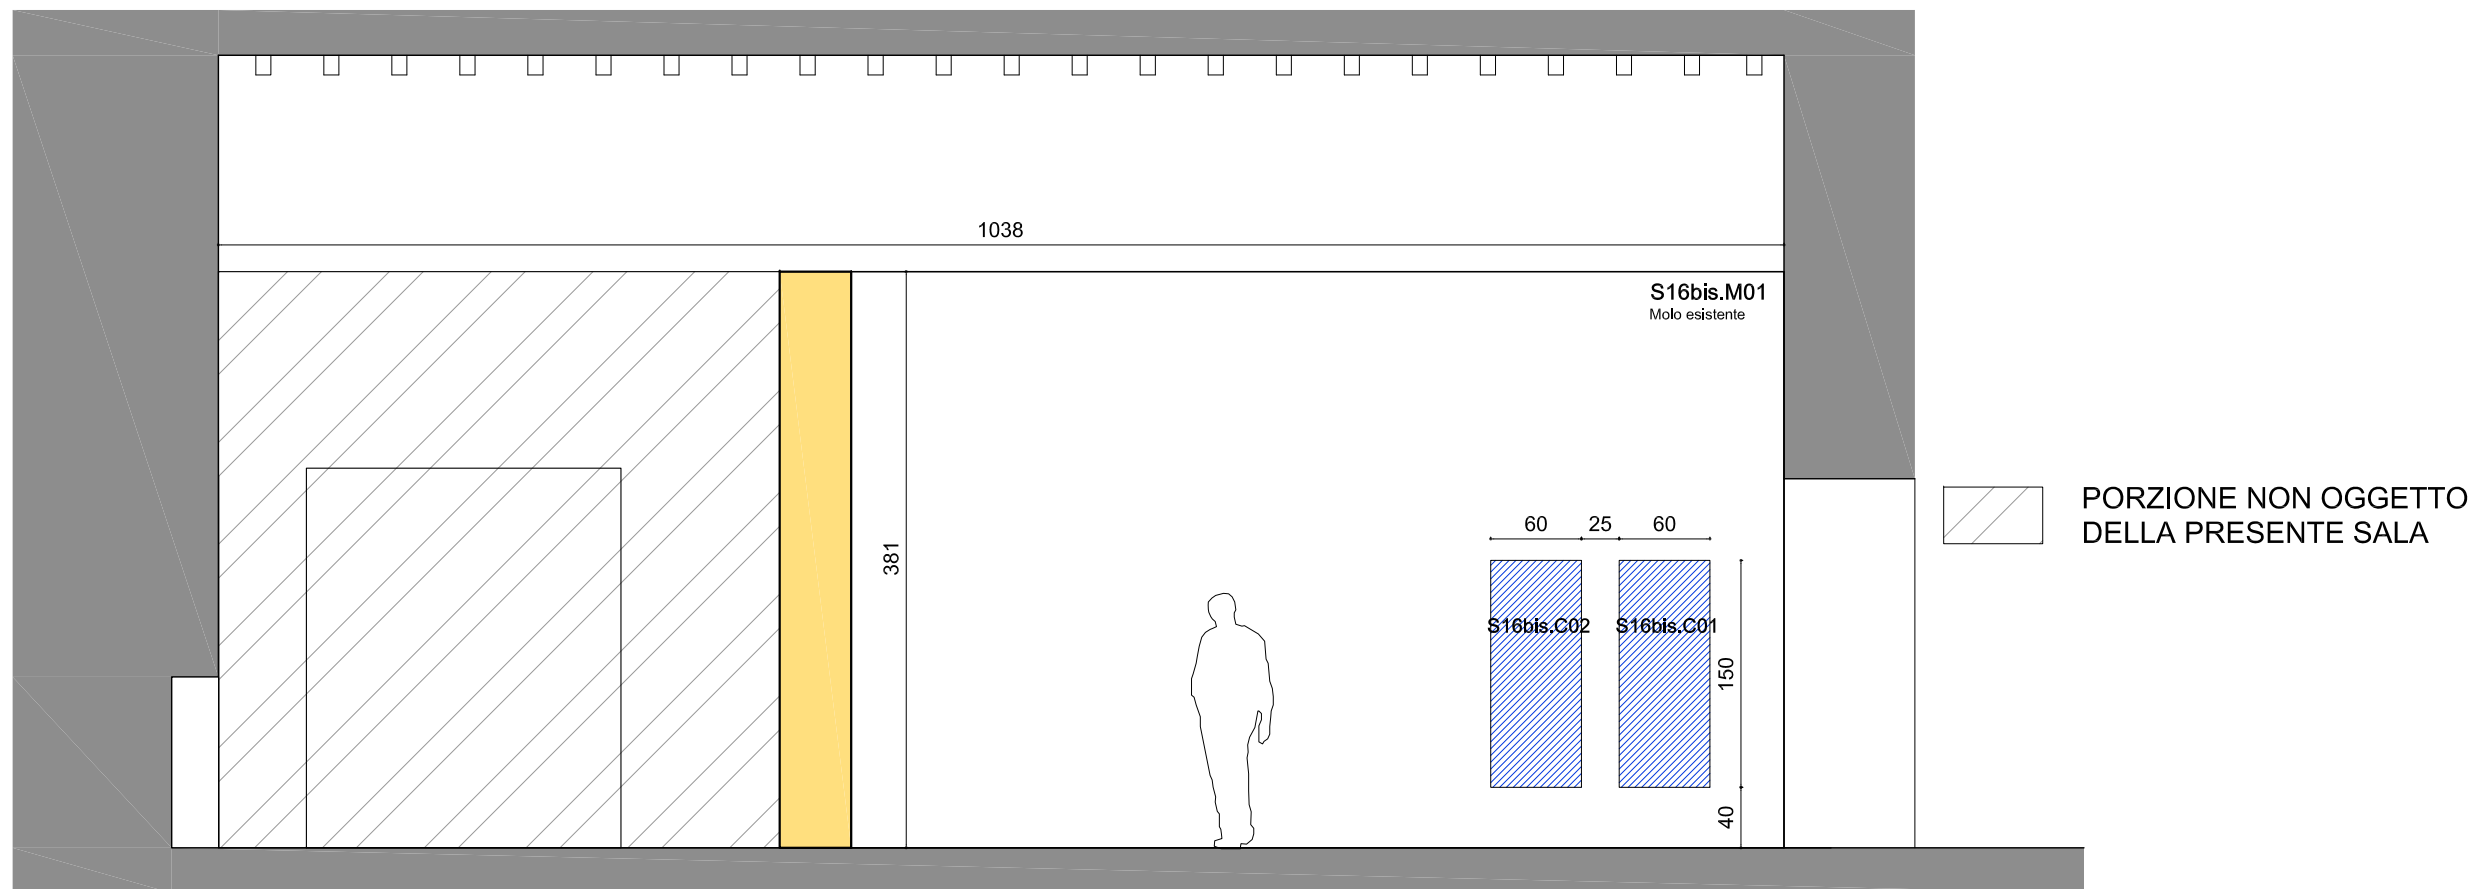 1038
S16bis.M01
Molo esistente
381
60 25 60
S16bis.C02 S16bis.C01
150
40
PORZIONE NON OGGETTO
DELLA PRESENTE SALA